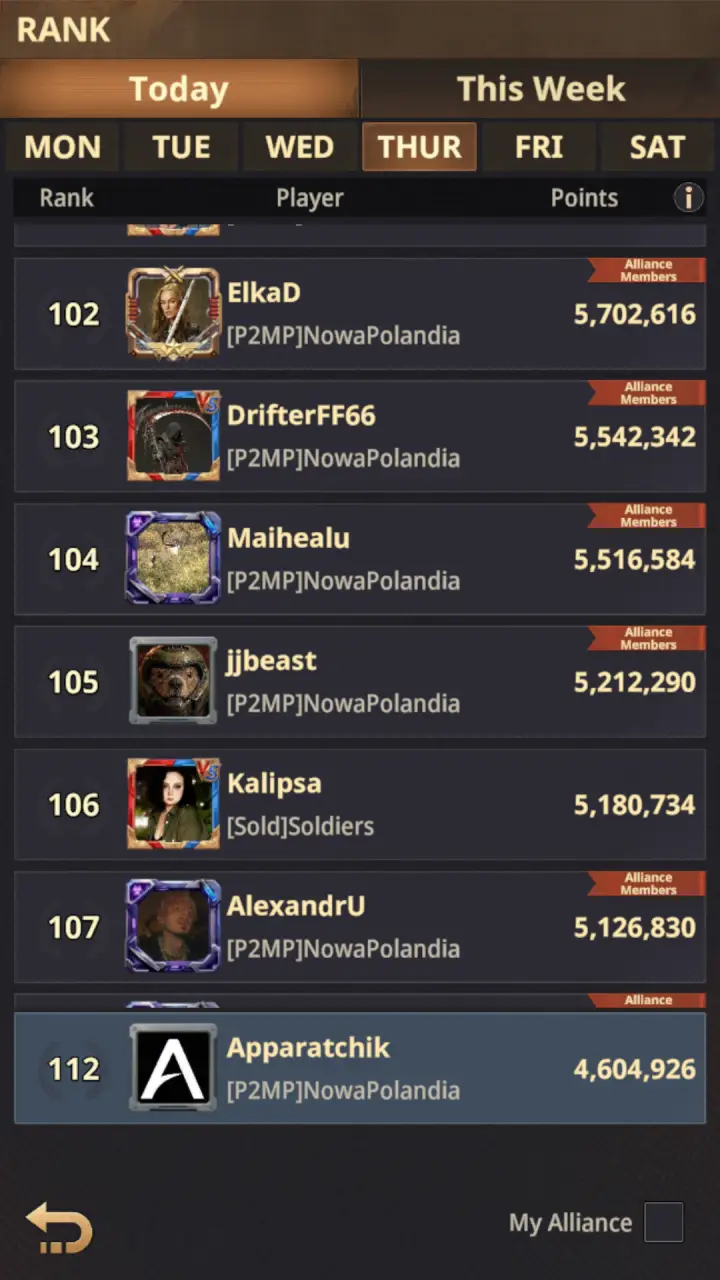 RANK
Today
This Week
MON
TUE
WED
THUR
FRI
SAT
Rank
Player
Points
i
Alliance
Members
102
ElkaD
[P2MP]NowaPolandia
5,702,616
Alliance
Members
103
VS
DrifterFF66
[P2MP]NowaPolandia
5,542,342
Alliance
Members
104
Maihealu
[P2MP]NowaPolandia
5,516,584
Alliance
Members
105
jjbeast
[P2MP]NowaPolandia
5,212,290
106
VS
Kalipsa
[Sold]Soldiers
5,180,734
Alliance
Members
107
AlexandrU
[P2MP]NowaPolandia
5,126,830
Alliance
112
A
Apparatchik
[P2MP]NowaPolandia
4,604,926
My Alliance